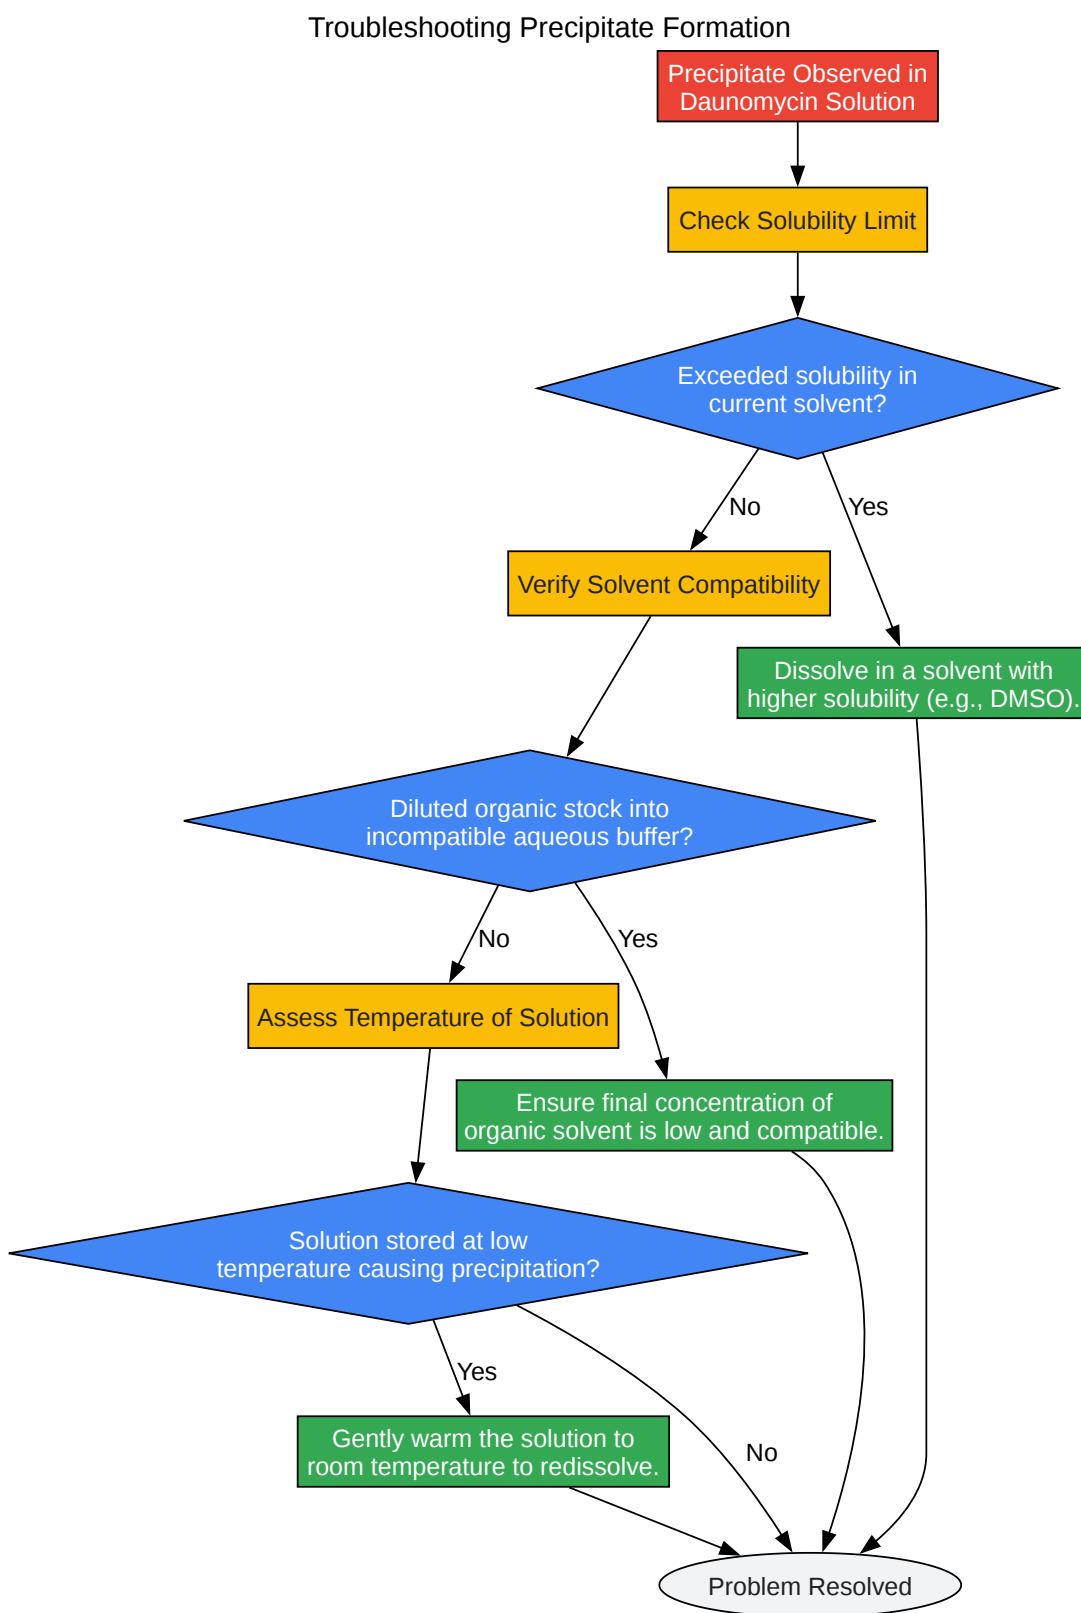 Troubleshooting Precipitate Formation
Precipitate Observed in
Daunomycin Solution
Check Solubility Limit
Exceeded solubility in
current solvent?
No
Yes
Verify Solvent Compatibility
Dissolve in a solvent with
higher solubility (e.g., DMSO).
Diluted organic stock into
incompatible aqueous buffer?
No
Yes
Assess Temperature of Solution
Ensure final concentration of
organic solvent is low and compatible.
Solution stored at low
temperature causing precipitation?
Yes
No
Gently warm the solution to
room temperature to redissolve.
Problem Resolved